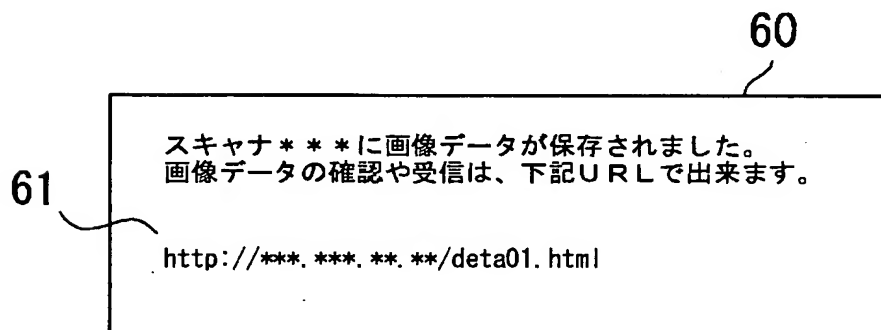 60
スキャナ＊＊＊に画像データが保存されました。
画像データの確認や受信は、下記ＵＲＬで出来ます。
61
http://***.***.**.**/deta01.html